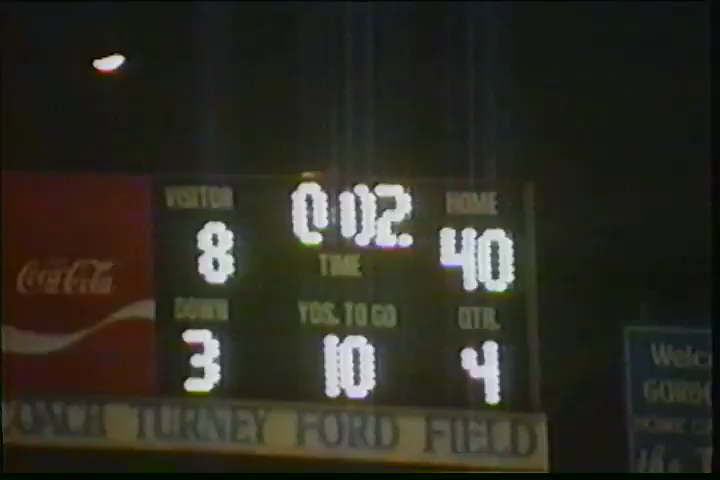 VISITOR 0:02 HOME
8 TIME 40
Coca-Cola
DOWN YDS. TO GO QTR.
3 10 4
COACH TURNEY FORD FIELD